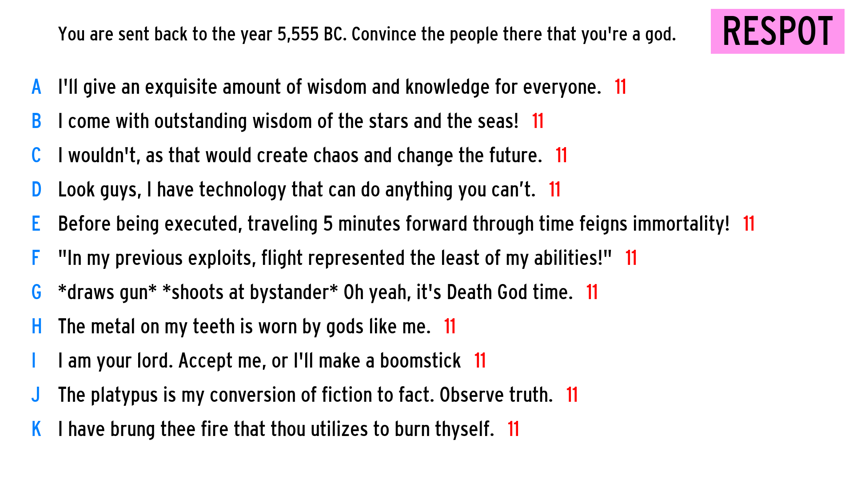 You are sent back to the year 5,555 BC. Convince the people there that you're a god.
RESPOT
A I'll give an exquisite amount of wisdom and knowledge for everyone. 11
B I come with outstanding wisdom of the stars and the seas! 11
C I wouldn't, as that would create chaos and change the future. 11
D Look guys, I have technology that can do anything you can’t. 11
E Before being executed, traveling 5 minutes forward through time feigns immortality! 11
F "In my previous exploits, flight represented the least of my abilities!" 11
G *draws gun* *shoots at bystander* Oh yeah, it's Death God time. 11
H The metal on my teeth is worn by gods like me. 11
I I am your lord. Accept me, or I'll make a boomstick 11
J The platypus is my conversion of fiction to fact. Observe truth. 11
K I have brung thee fire that thou utilizes to burn thyself. 11